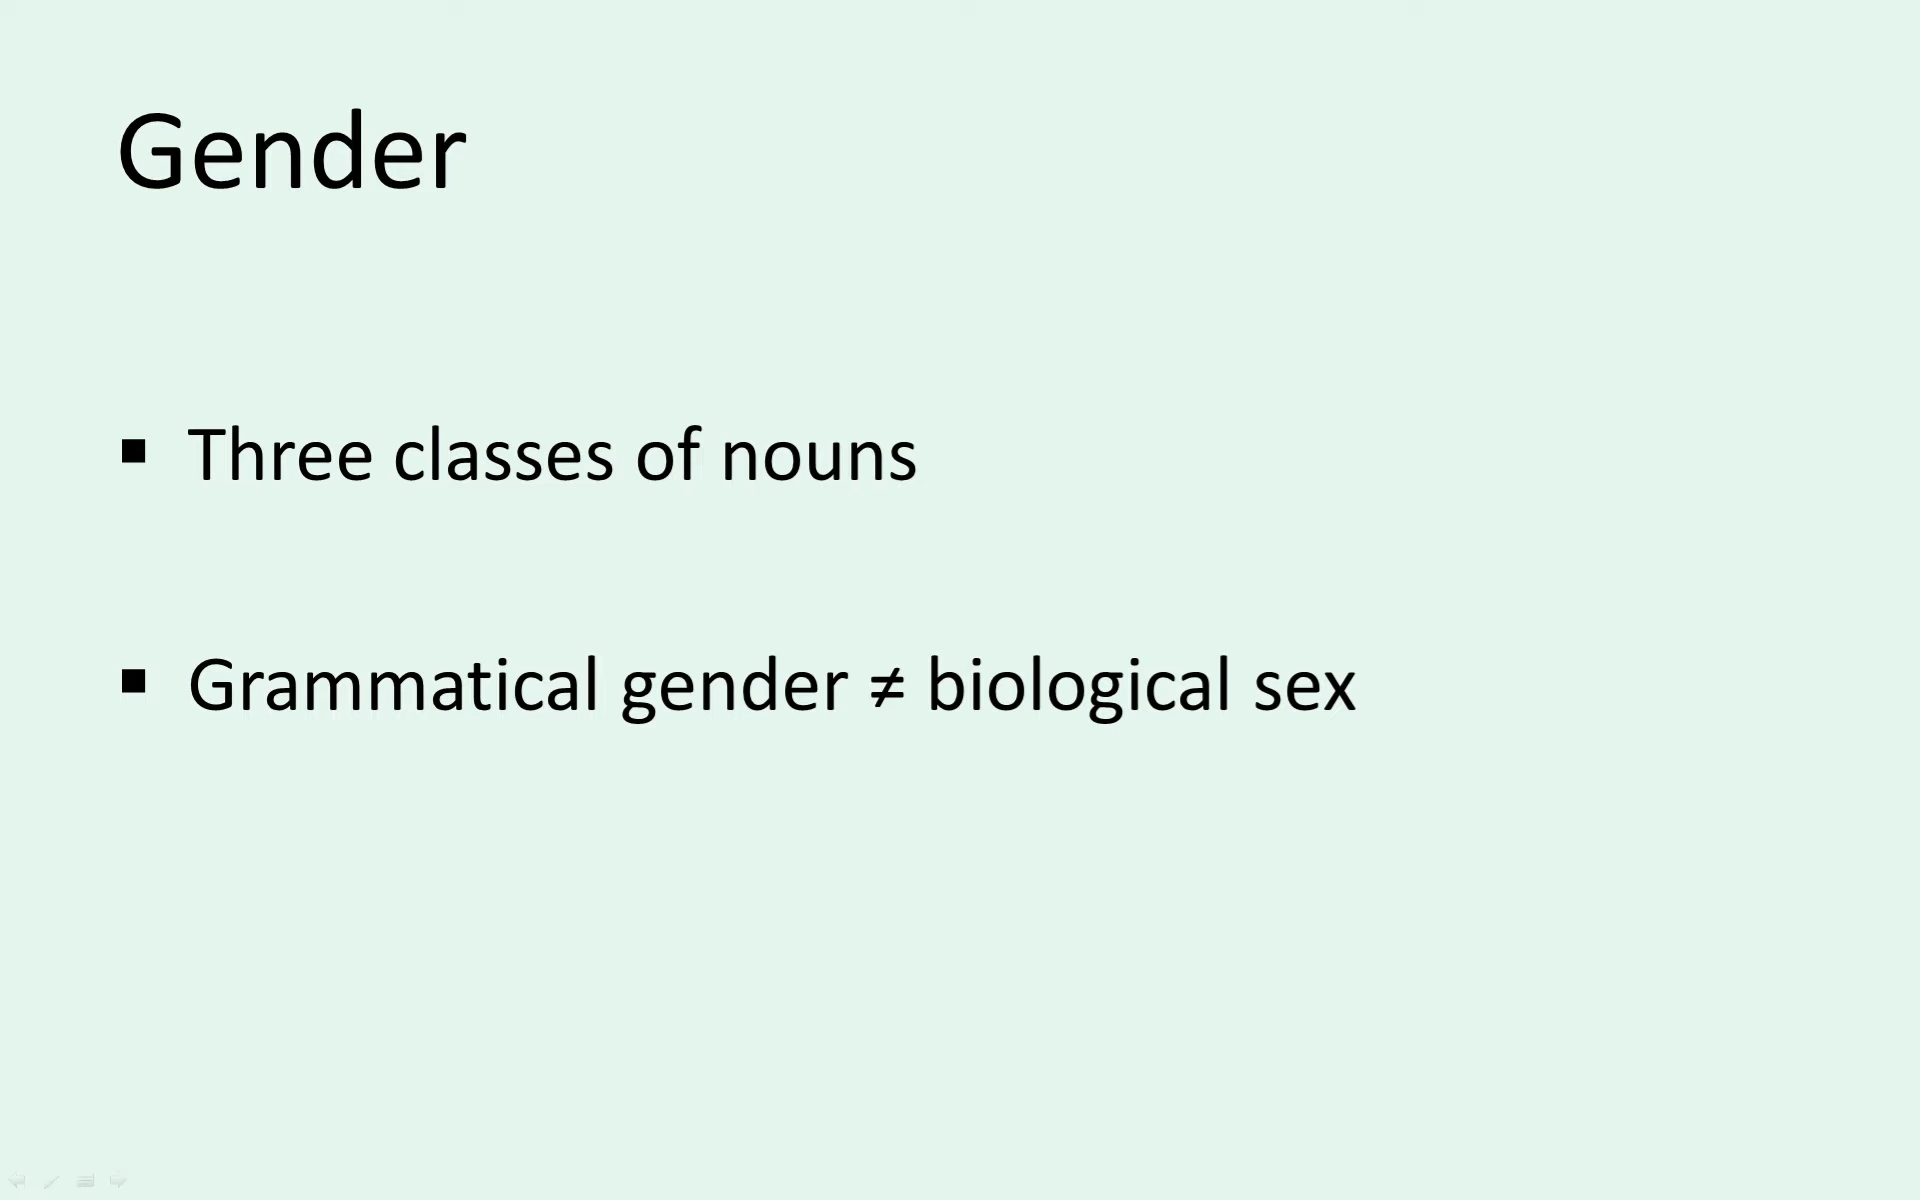 Gender
▪ Three classes of nouns
▪ Grammatical gender ≠ biological sex